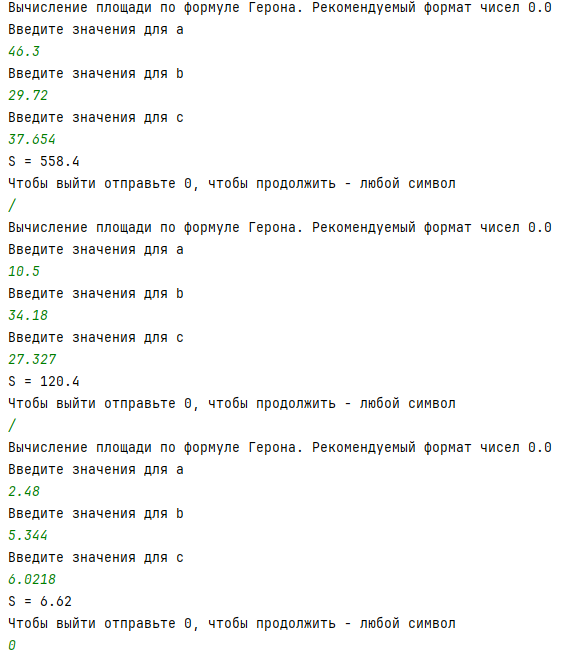 Вычисление площади по формуле Герона. Рекомендуемый формат чисел 0.0
Введите значения для a
46.3
Введите значения для b
29.72
Введите значения для c
37.654
S = 558.4
Чтобы выйти отправьте 0, чтобы продолжить - любой символ
/
Вычисление площади по формуле Герона. Рекомендуемый формат чисел 0.0
Введите значения для a
10.5
Введите значения для b
34.18
Введите значения для c
27.327
S = 120.4
Чтобы выйти отправьте 0, чтобы продолжить - любой символ
/
Вычисление площади по формуле Герона. Рекомендуемый формат чисел 0.0
Введите значения для a
2.48
Введите значения для b
5.344
Введите значения для c
6.0218
S = 6.62
Чтобы выйти отправьте 0, чтобы продолжить - любой символ
0